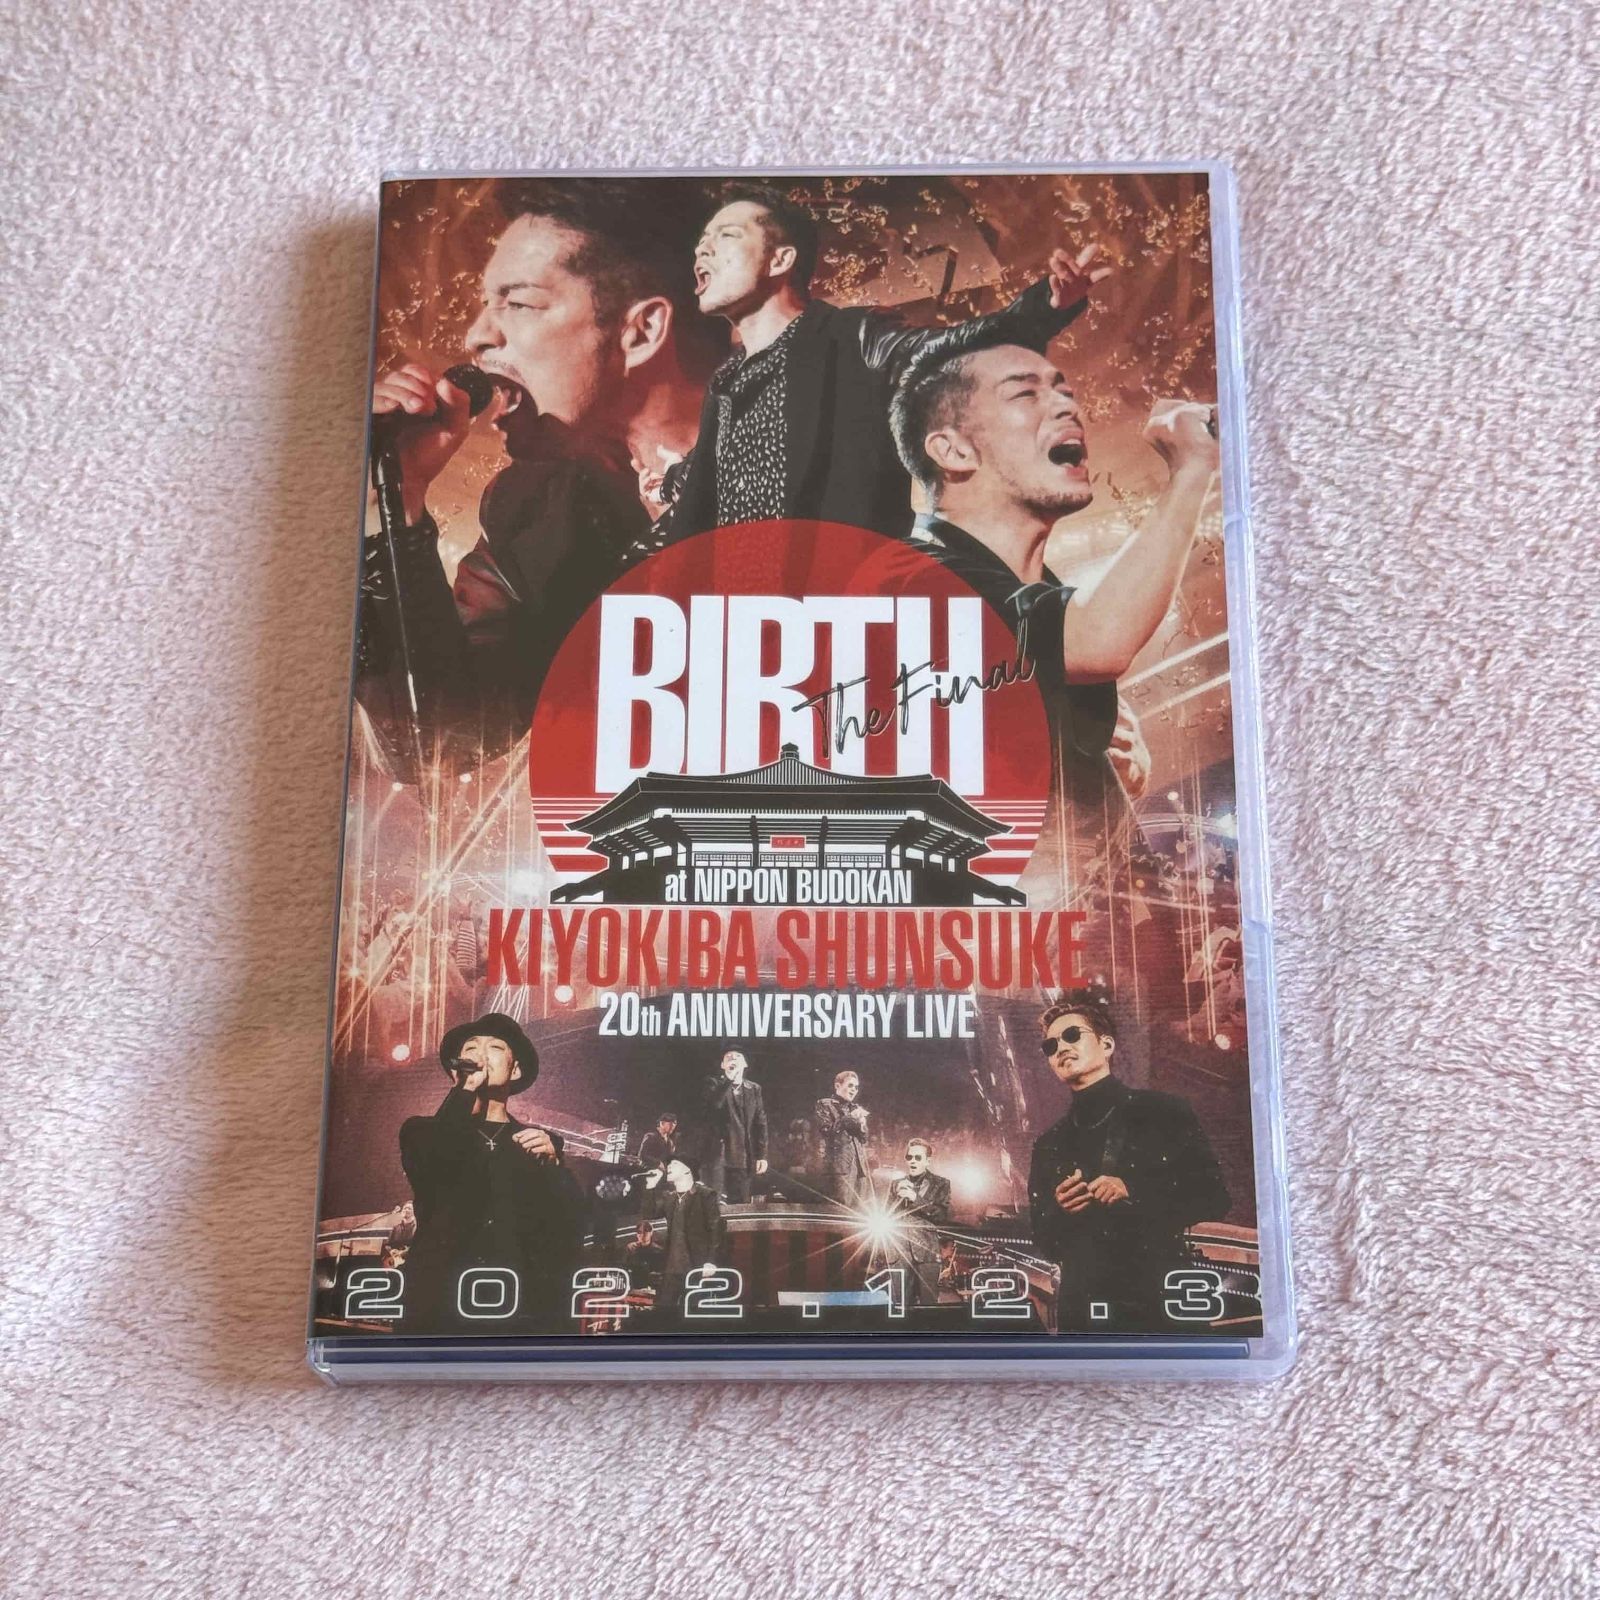 BIRTH
The Final
at NIPPON BUDOKAN
KIYOKIBA SHUNSUKE
20th ANNIVERSARY LIVE
2022.12.3